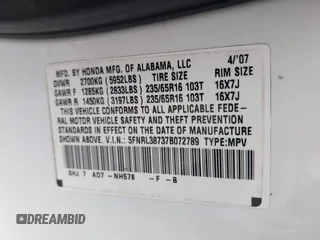 MFD. BY HONDA MFG. OF ALABAMA, LLC 4/'07
GVWR 2700KG (5952LBS) TIRE SIZE RIM SIZE
GAWR F 1285KG (2833LBS) 235/65R16 103T 16X7J
GAWR R 1450KG (3197LBS) 235/65R16 103T 16X7J
THIS VEHICLE CONFORMS TO ALL APPLICABLE FEDE-
RAL MOTOR VEHICLE SAFETY AND THEFT PREVEN-
TION STANDARDS IN EFFECT ON THE DATE OF MANUFACTURE
SHOWN ABOVE. V.I.N.: 5FNRL38737B072789 TYPE:MPV
SHJ 7 AD7 -NH578 -F -B
DREAMBID